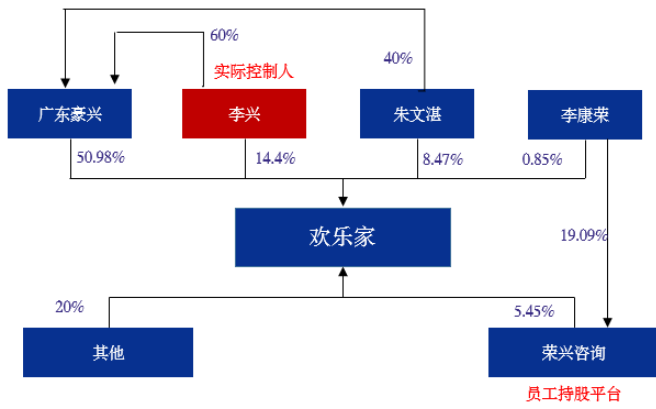 60%
40%
实际控制人
广东豪兴
李兴
朱文湛
李康荣
50.98%
14.4%
8.47%
0.85%
欢乐家
19.09%
20%
5.45%
其他
荣兴咨询
员工持股平台